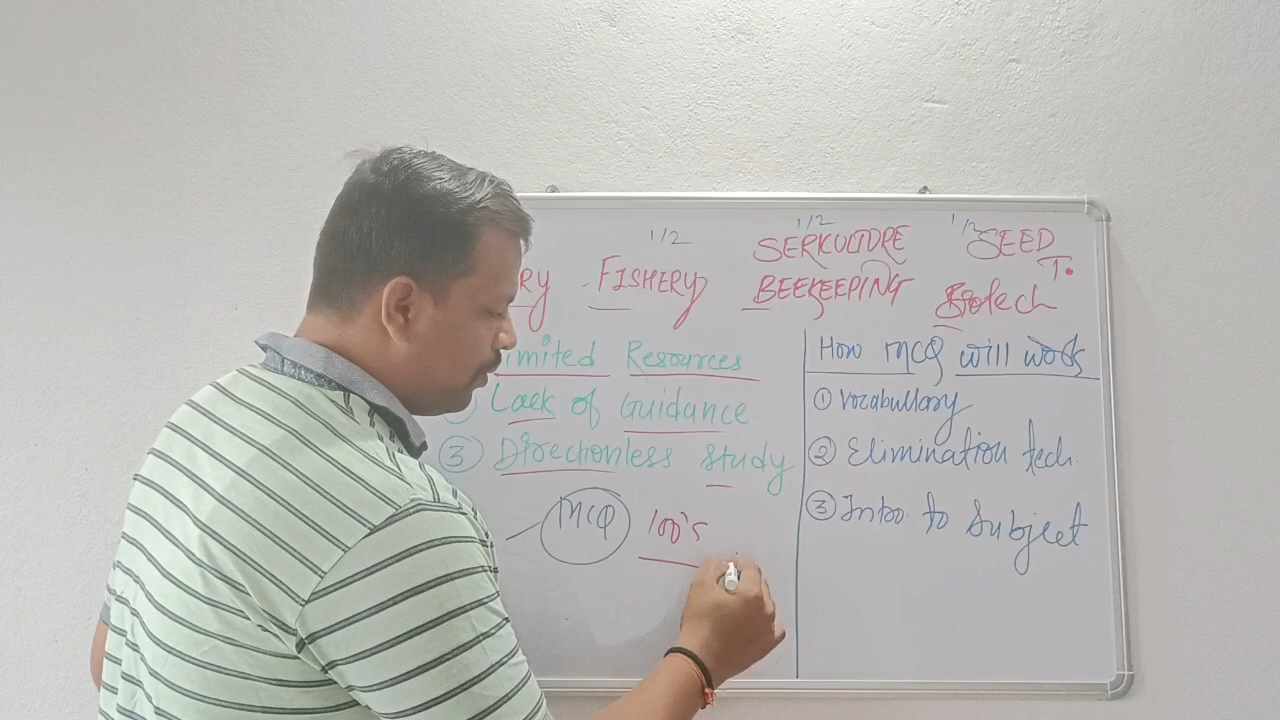 1/2 1/2 1/2
SERICULTURE SEED
RY FISHERY BEEKEEPING Biotech T.
imited Resources
Lack of Guidance
③ Directionless Study
MCQ 100's
How MCQ will work
① Vocabullary
② Elimination tech.
③ Intro. to Subject